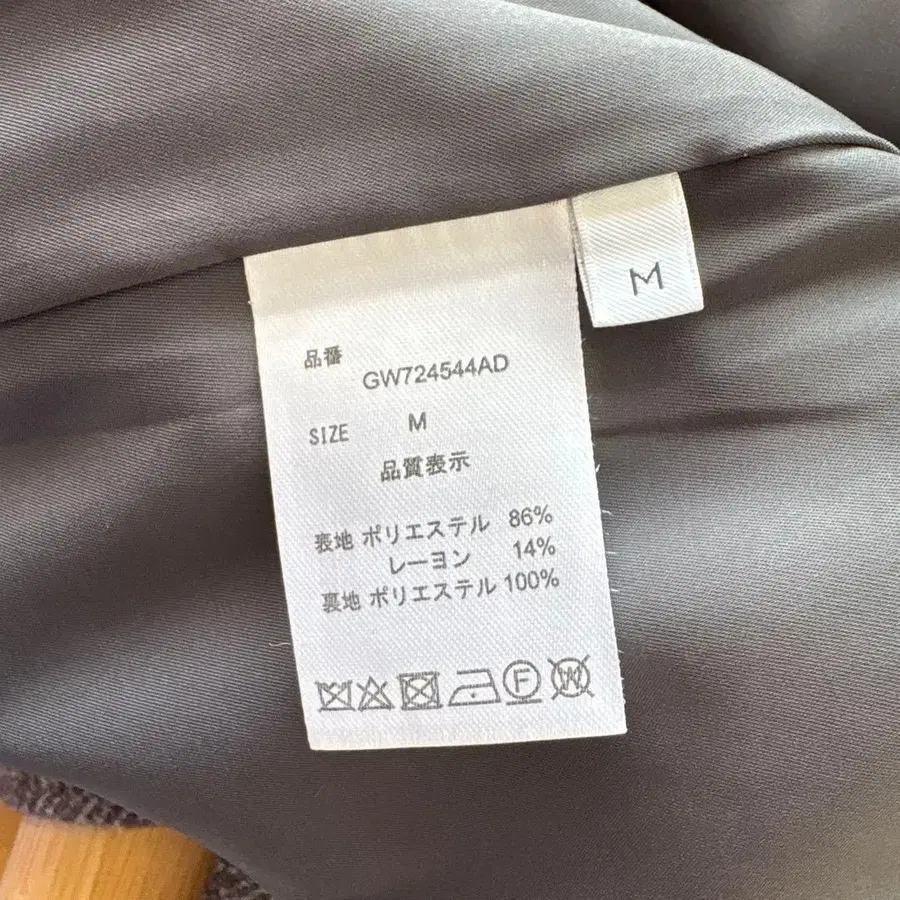 M
品番
GW724544AD
SIZE M
品質表示
表地 ポリエステル 86%
レーヨン 14%
裏地 ポリエステル 100%
F W